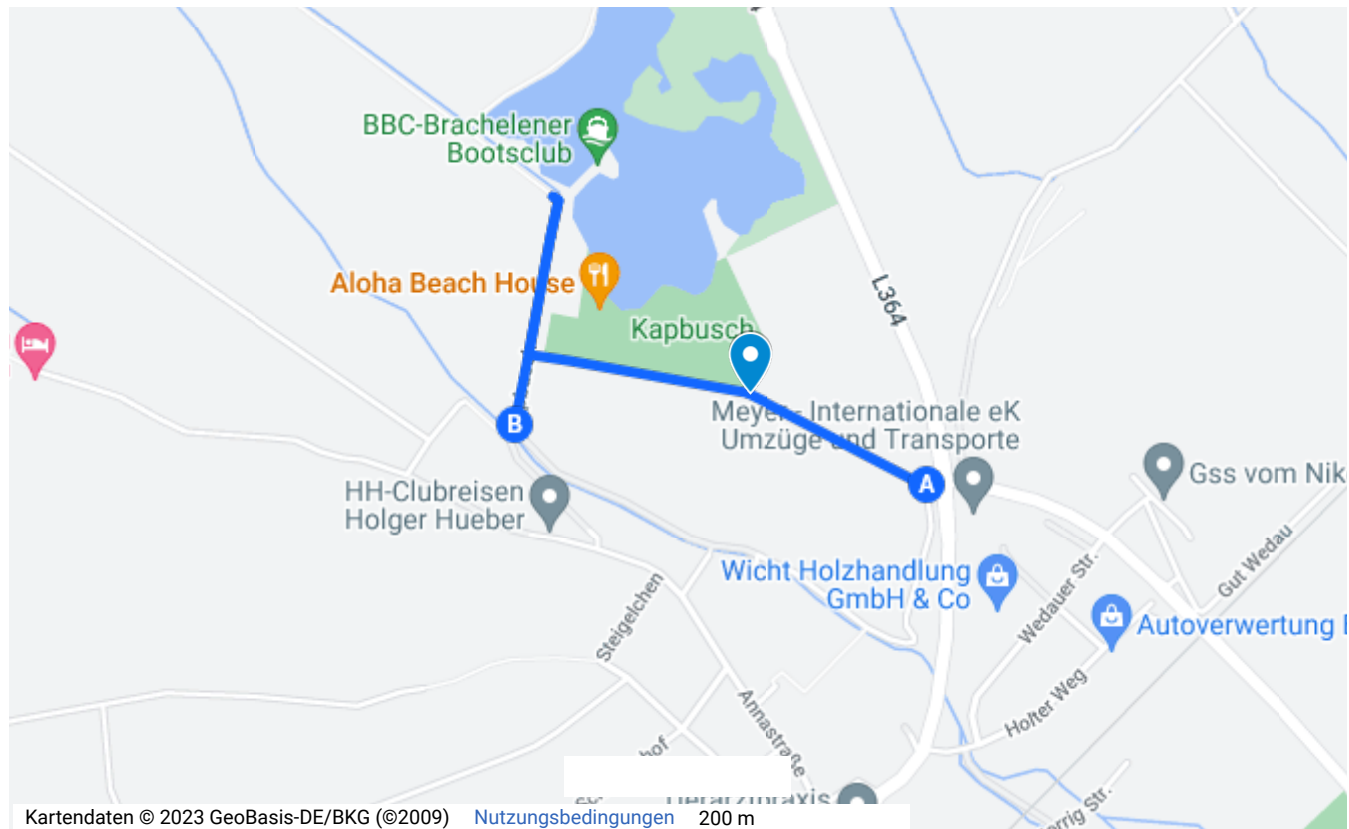 BBC-Brachelener
Bootsclub
Aloha Beach House
L364
Kapbusch
Meyer - Internationale eK
Umzüge und Transporte
B
A
Gss vom Nik
HH-Clubreisen
Holger Hueber
Wicht Holzhandlung
GmbH & Co
Wedauer Str.
Gut Wedau
Autoverwertung
Steigelchen
Hofter Weg
Annastraße
hof
Kartendaten © 2023 GeoBasis-DE/BKG (©2009) Nutzungsbedingungen 200 m